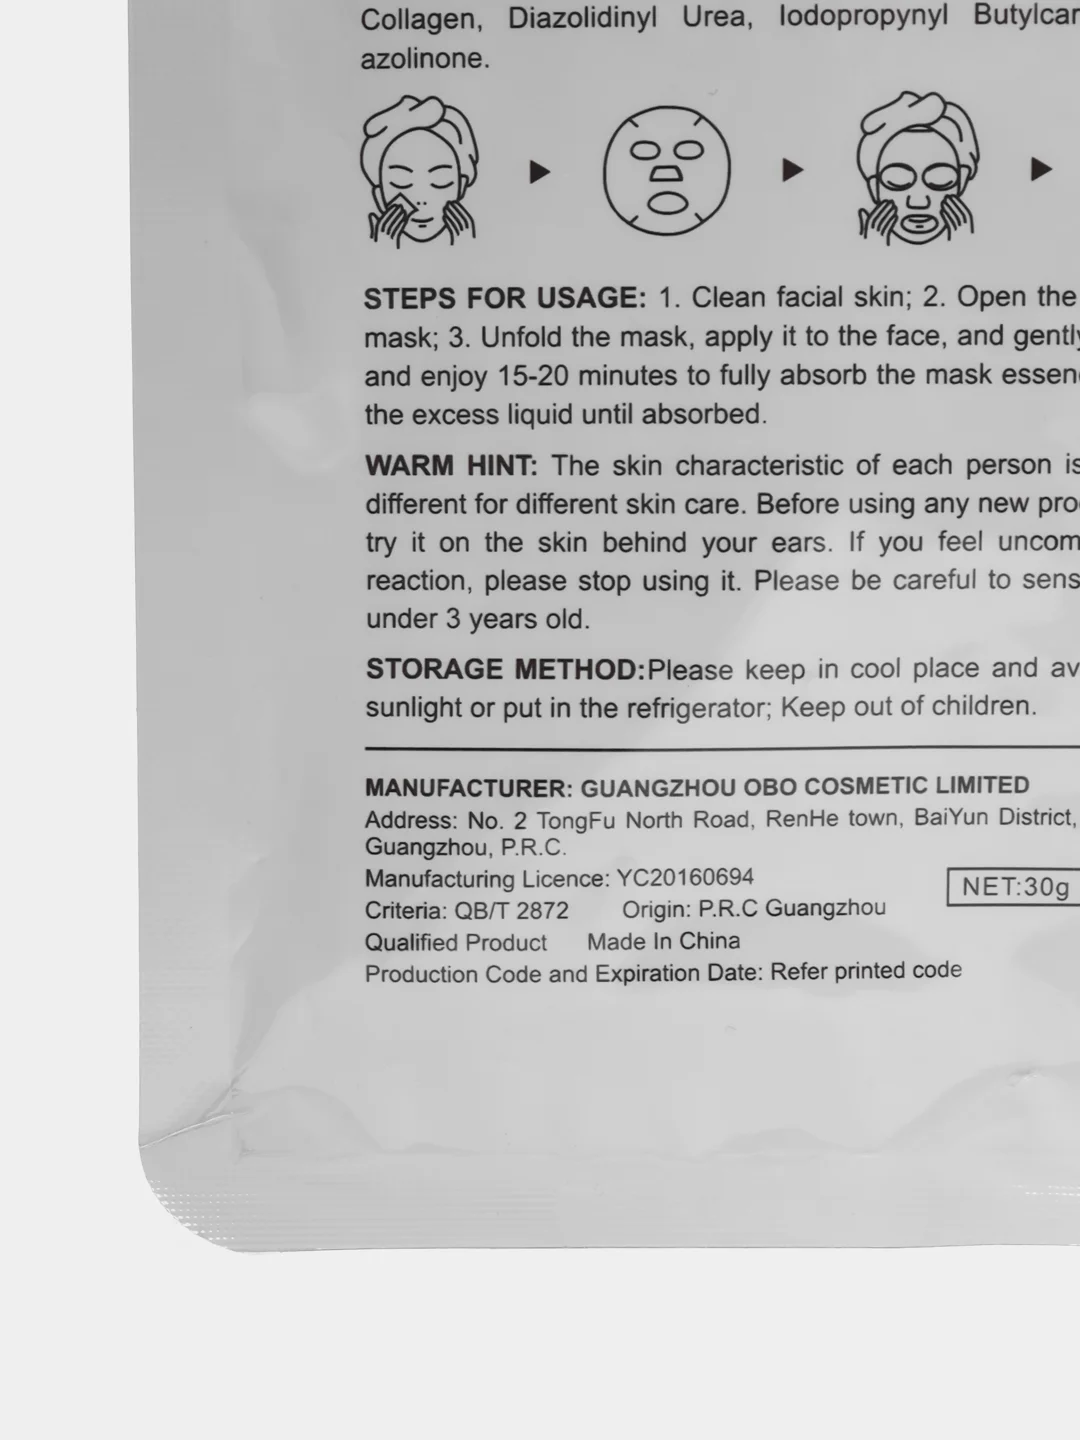 Collagen, Diazolidinyl Urea, Iodopropynyl Butylcar
azolinone.
STEPS FOR USAGE: 1. Clean facial skin; 2. Open the
mask; 3. Unfold the mask, apply it to the face, and gently
and enjoy 15-20 minutes to fully absorb the mask essen
the excess liquid until absorbed.
WARM HINT: The skin characteristic of each person is
different for different skin care. Before using any new pro
try it on the skin behind your ears. If you feel uncom
reaction, please stop using it. Please be careful to sens
under 3 years old.
STORAGE METHOD:Please keep in cool place and av
sunlight or put in the refrigerator; Keep out of children.
MANUFACTURER: GUANGZHOU OBO COSMETIC LIMITED
Address: No. 2 TongFu North Road, RenHe town, BaiYun District,
Guangzhou, P.R.C.
Manufacturing Licence: YC20160694
NET:30g
Criteria: QB/T 2872 Origin: P.R.C Guangzhou
Qualified Product Made In China
Production Code and Expiration Date: Refer printed code